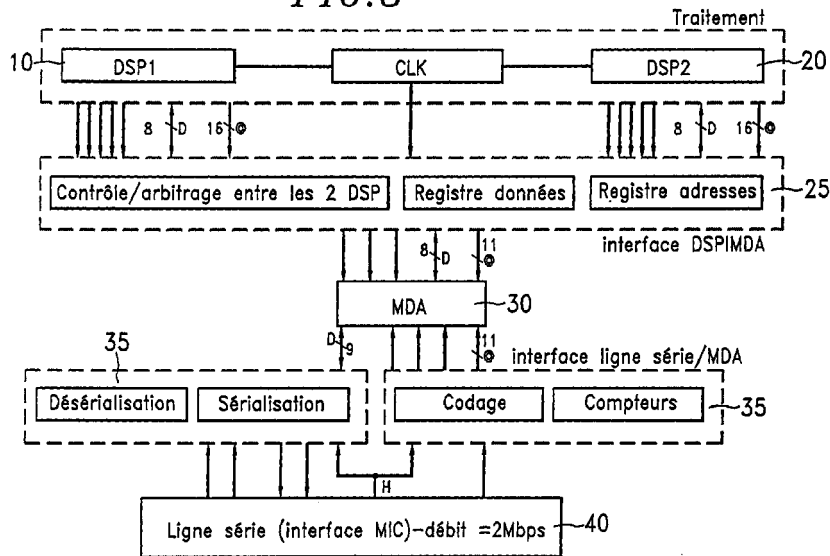 Traitement
10
DSP1
CLK
DSP2
20
8 D 16 @
8 D 16 @
Contrôle/arbitrage entre les 2 DSP
Registre données
Registre adresses
25
interface DSPIMDA
8 D 11 @
MDA
30
D 9
11 @
interface ligne série/MDA
35
Désérialisation
Sérialisation
Codage
Compteurs
35
H
Ligne série (interface MIC)-débit =2Mbps
40